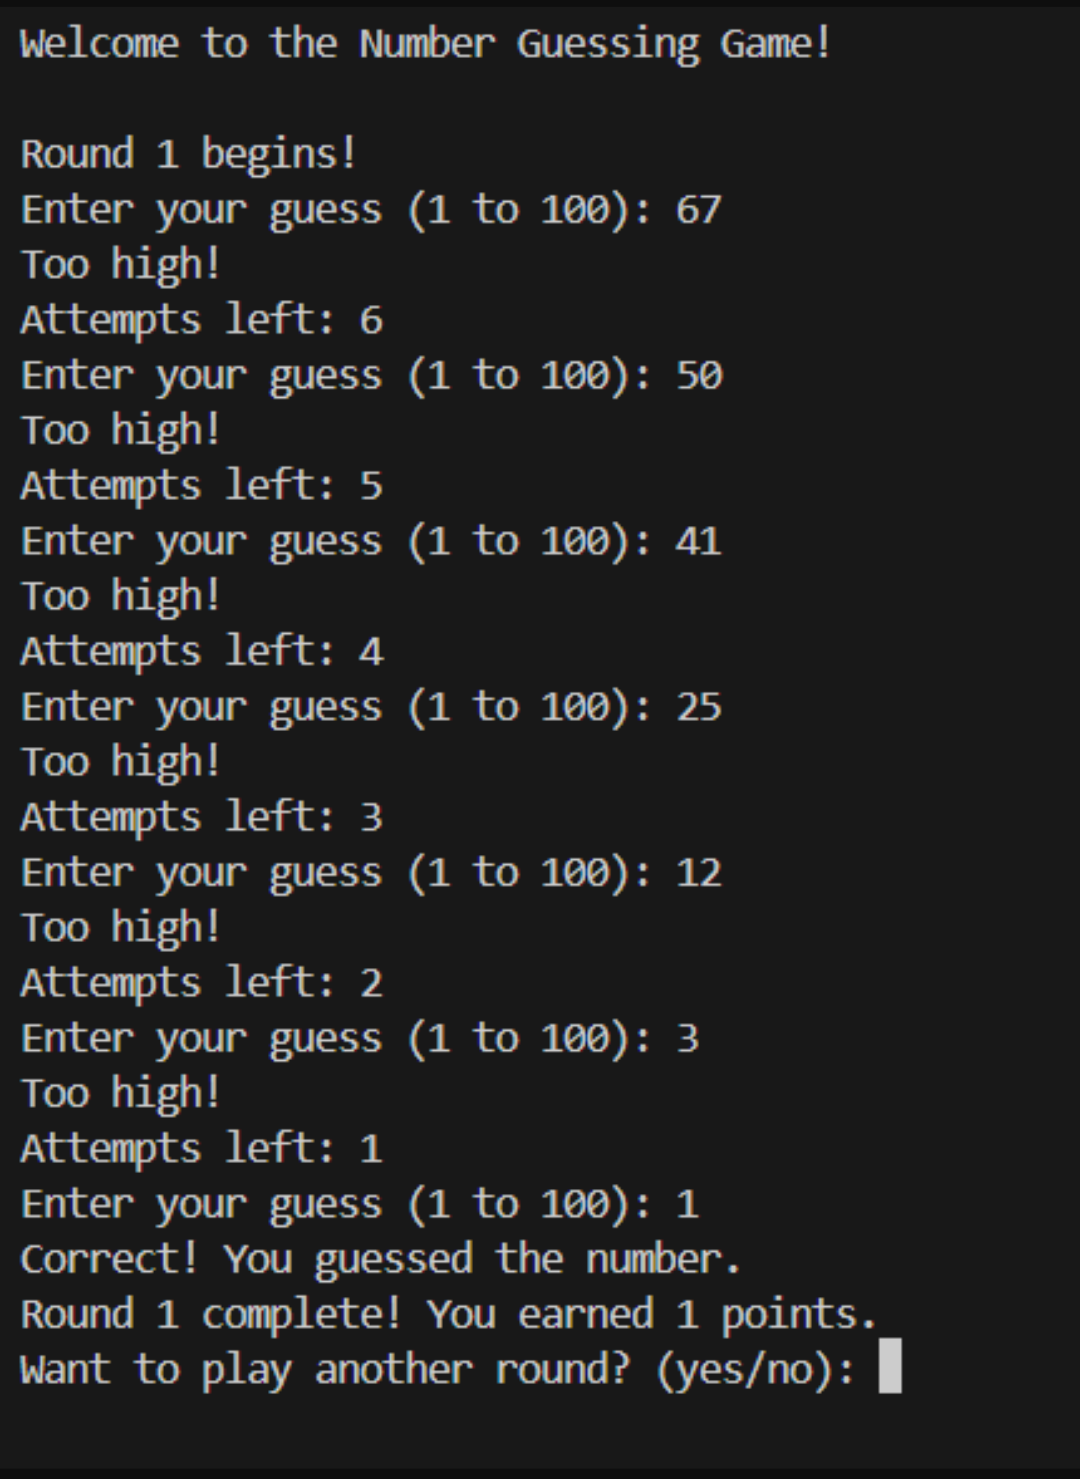 Welcome to the Number Guessing Game!
Round 1 begins!
Enter your guess (1 to 100): 67
Too high!
Attempts left: 6
Enter your guess (1 to 100): 50
Too high!
Attempts left: 5
Enter your guess (1 to 100): 41
Too high!
Attempts left: 4
Enter your guess (1 to 100): 25
Too high!
Attempts left: 3
Enter your guess (1 to 100): 12
Too high!
Attempts left: 2
Enter your guess (1 to 100): 3
Too high!
Attempts left: 1
Enter your guess (1 to 100): 1
Correct! You guessed the number.
Round 1 complete! You earned 1 points.
Want to play another round? (yes/no):